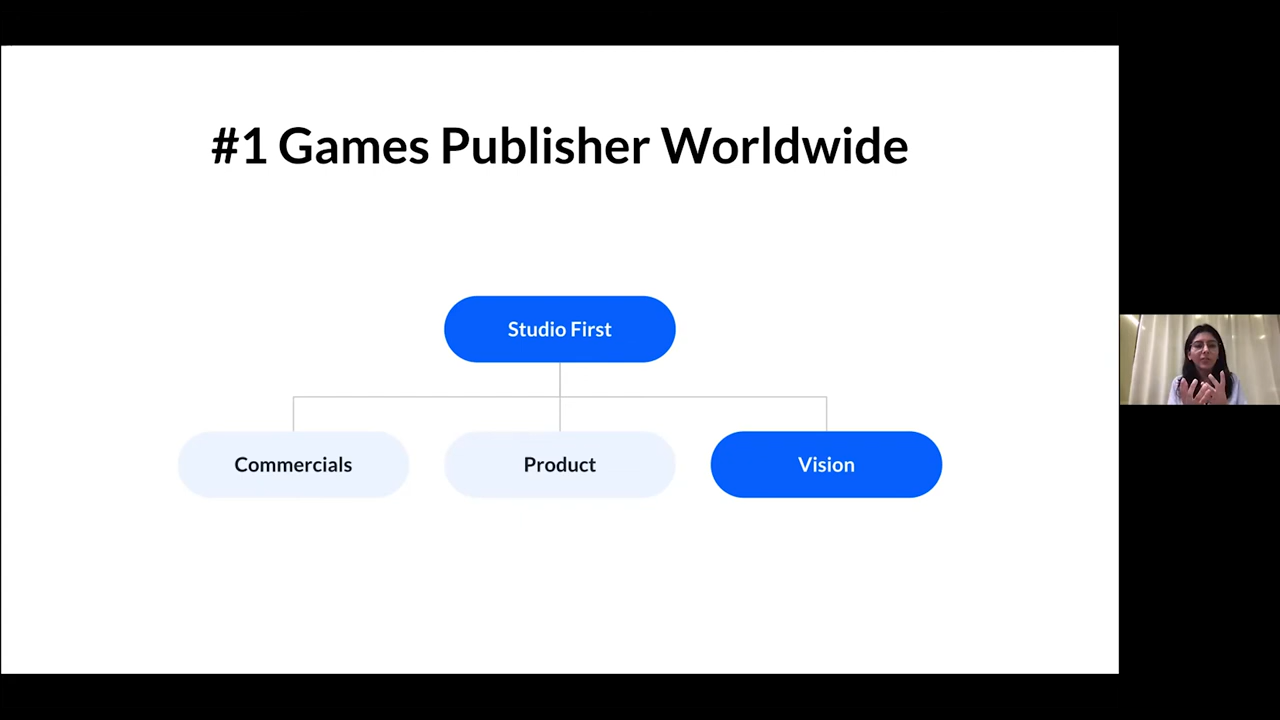 #1 Games Publisher Worldwide
Studio First
Commercials
Product
Vision